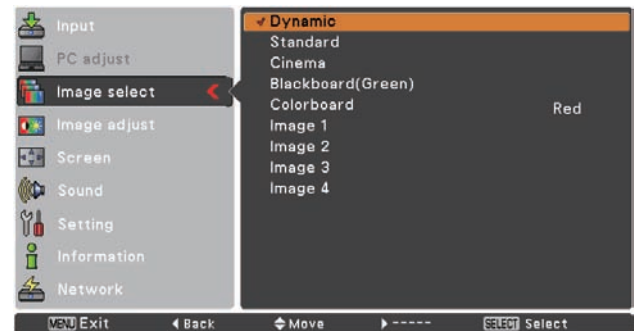 Input
PC adjust
Image select
Image adjust
Screen
Sound
Setting
Information
Network
Dynamic
Standard
Cinema
Blackboard(Green)
Colorboard Red
Image 1
Image 2
Image 3
Image 4
MENU Exit Back Move ----- SELECT Select